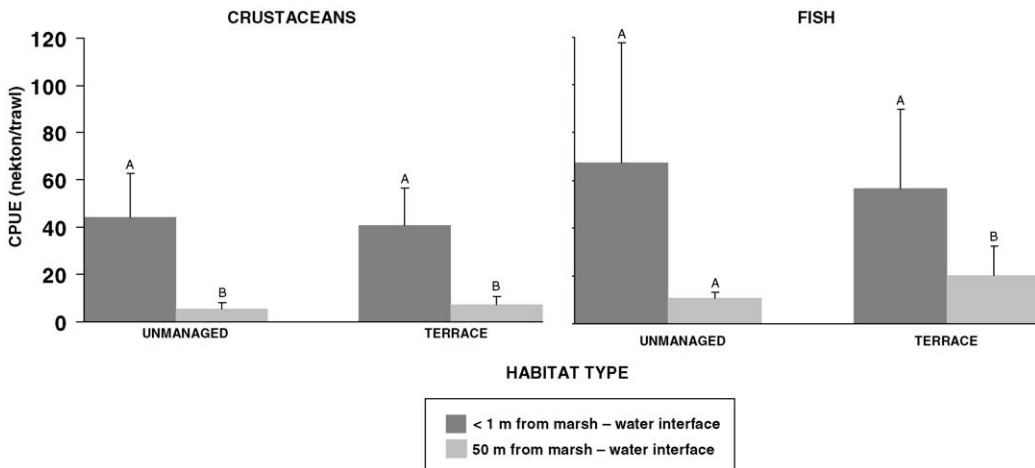 CRUSTACEANS
FISH
CPUE (nekton/trawl)
120
100
80
60
40
20
0
A
B
A
B
A
A
A
B
UNMANAGED
TERRACE
UNMANAGED
TERRACE
HABITAT TYPE
< 1 m from marsh – water interface
50 m from marsh – water interface